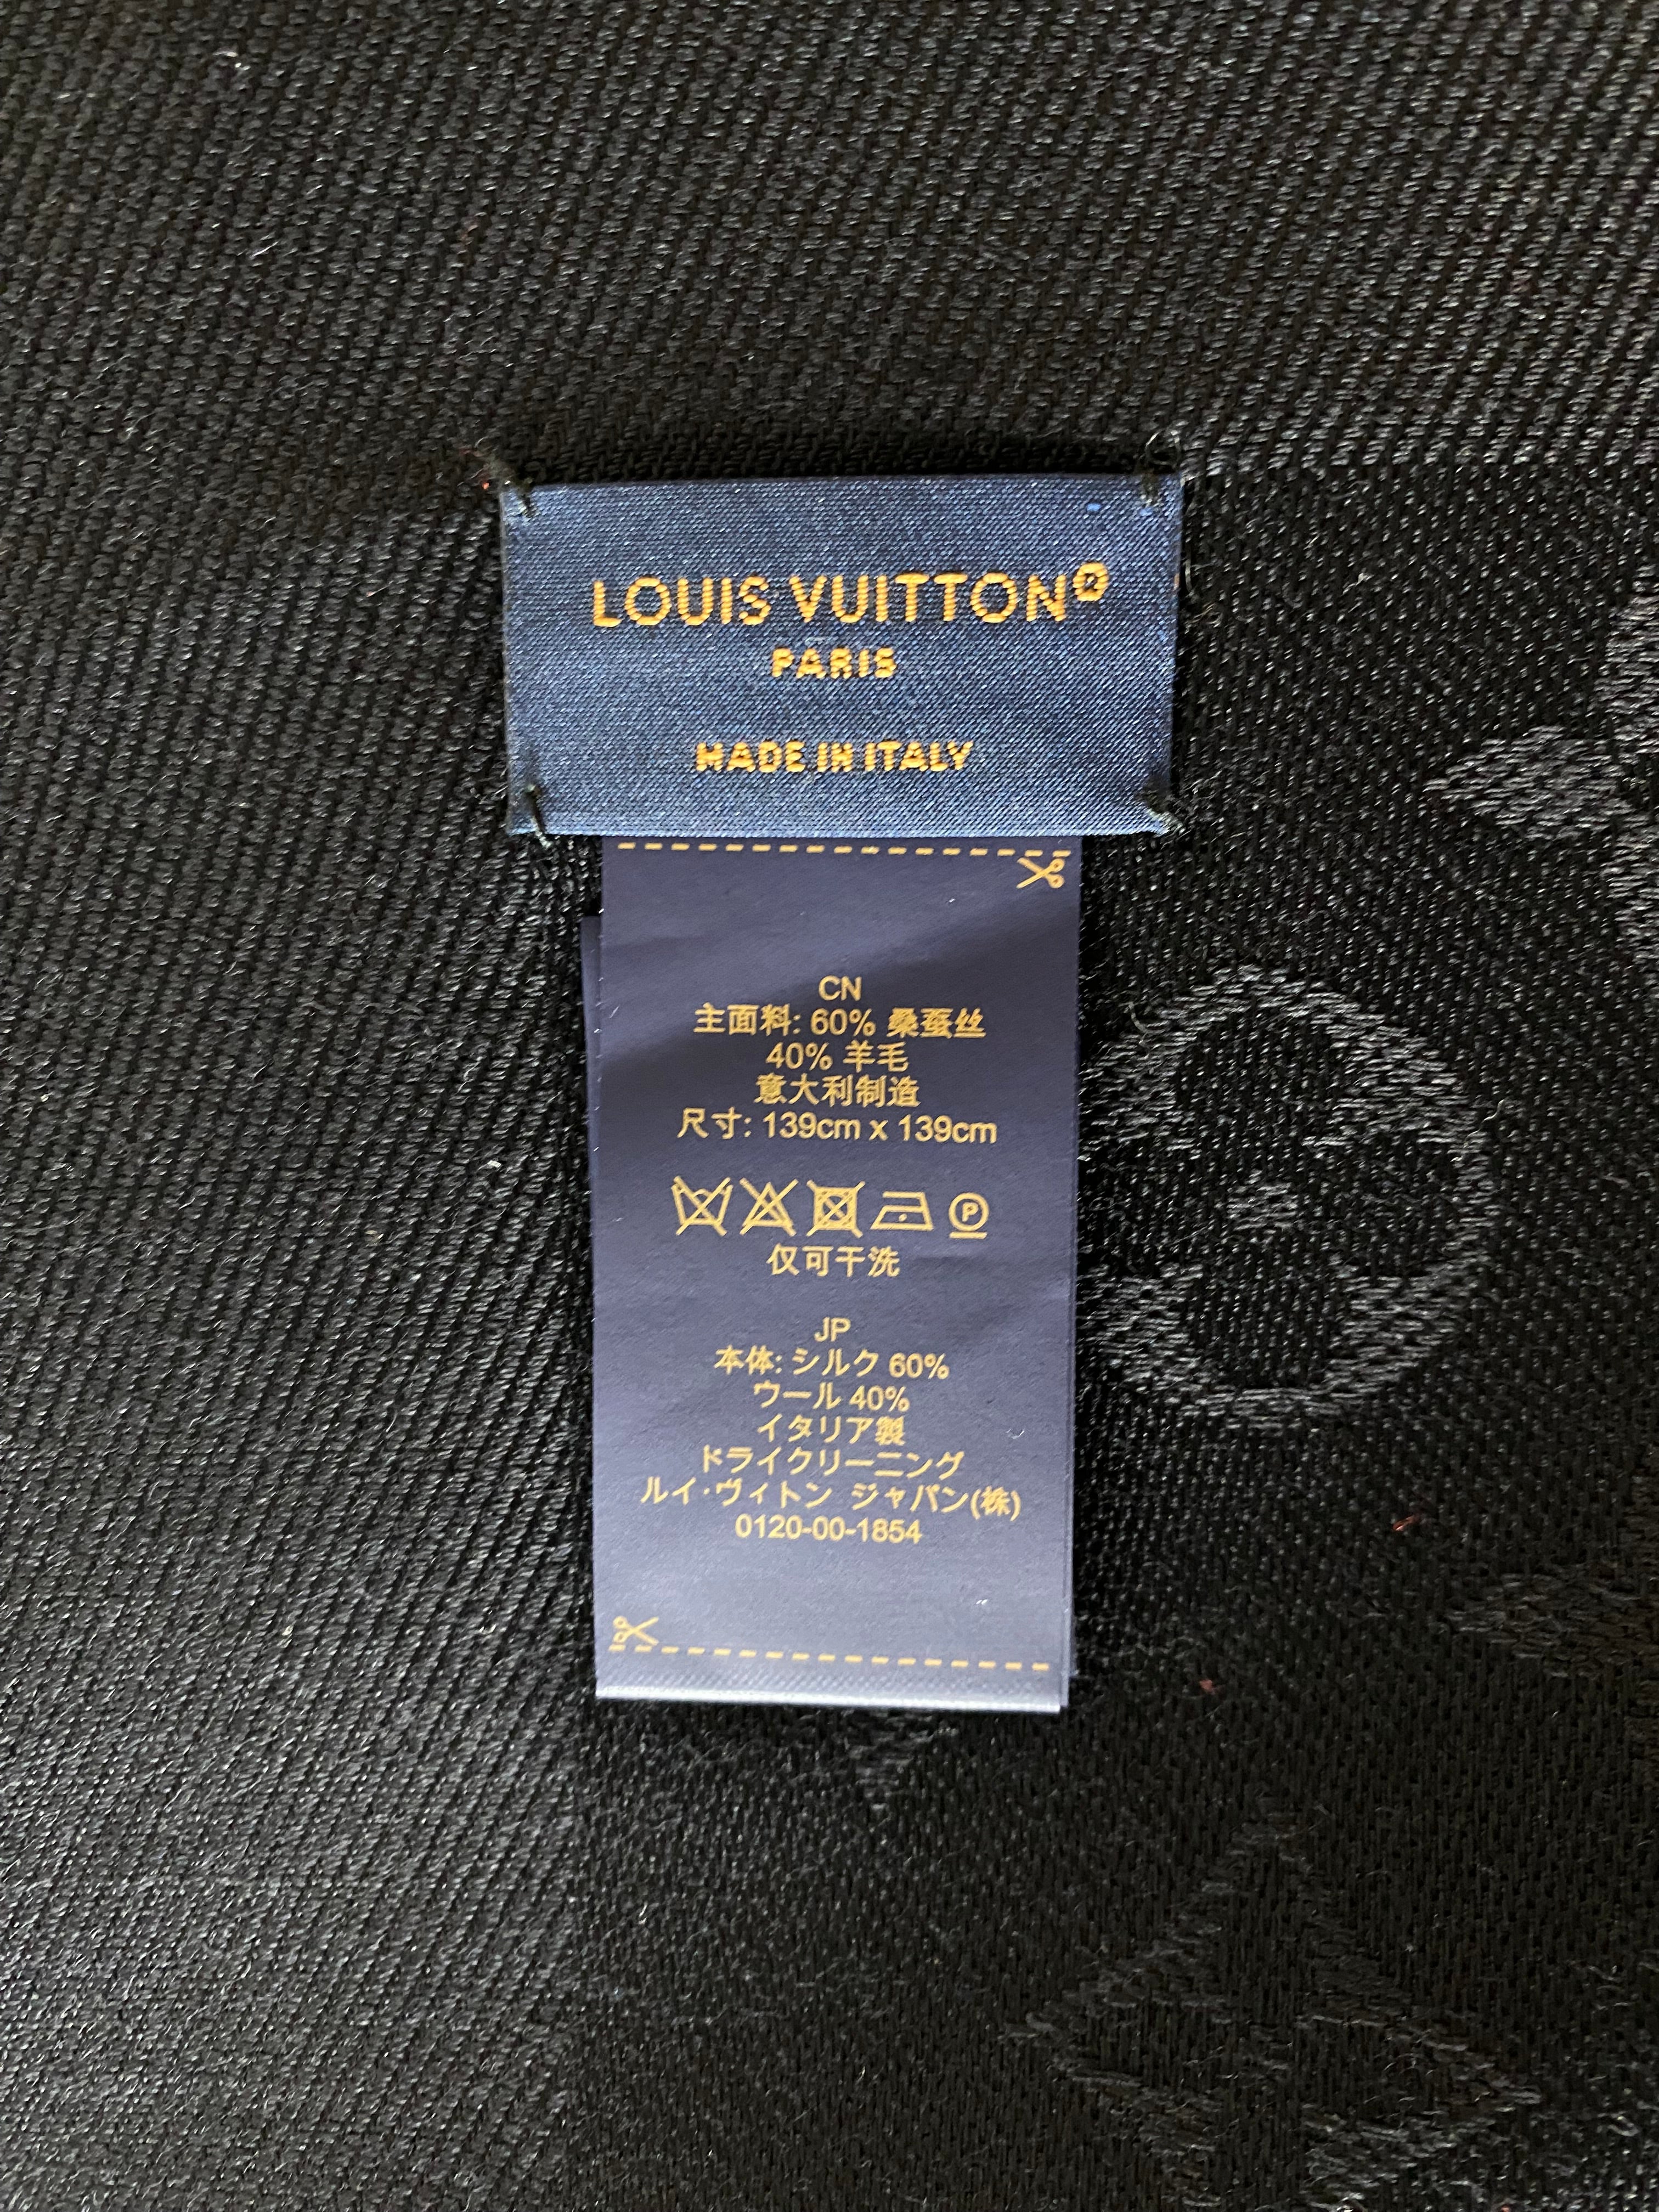 LOUIS VUITTON®
PARIS
MADE IN ITALY
CN
主面料: 60% 桑蚕丝
40% 羊毛
意大利制造
尺寸: 139cm x 139cm
P
仅可干洗
JP
本体: シルク 60%
ウール 40%
イタリア製
ドライクリーニング
ルイ·ヴィトン ジャパン(株)
0120-00-1854